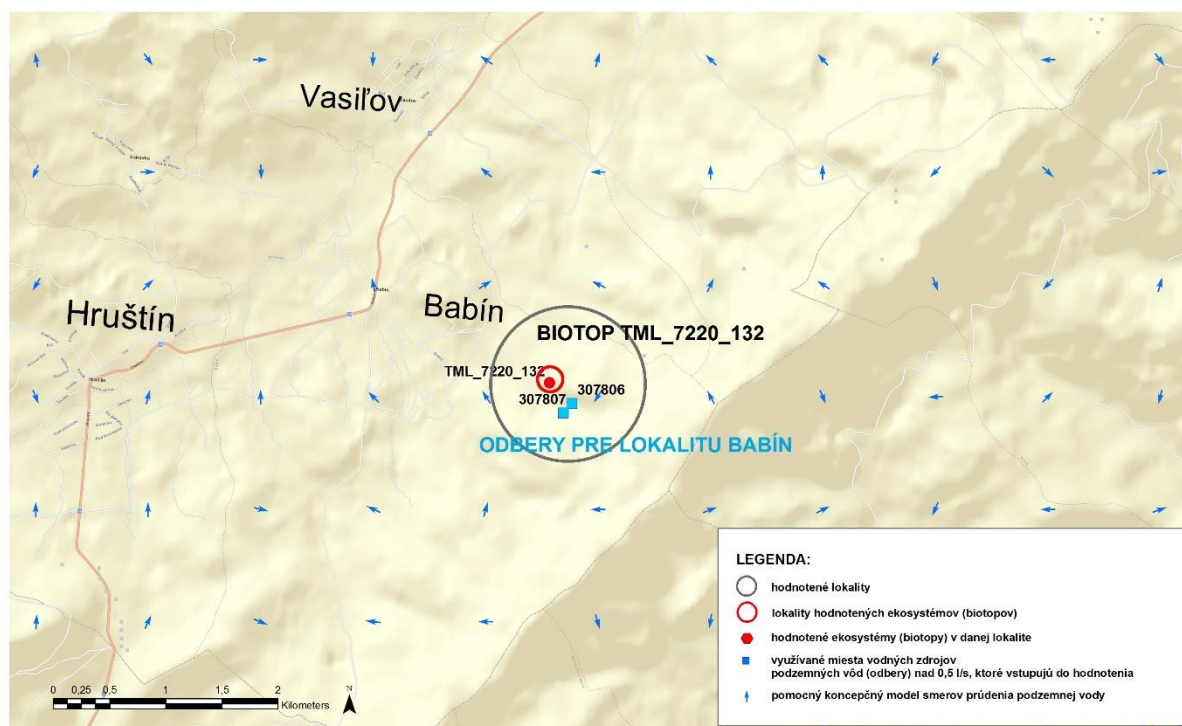 Vasiľov
Hruštín
Babín
BIOTOP TML_7220_132
TML_7220_132
307806
307807
ODBERY PRE LOKALITU BABÍN
LEGENDA:
hodnotené lokality
lokality hodnotených ekosystémov (biotopov)
hodnotené ekosystémy (biotopy) v danej lokalite
využívané miesta vodných zdrojov
podzemných vôd (odbery) nad 0,5 l/s, ktoré vstupujú do hodnotenia
pomocný koncepčný model smerov prúdenia podzemnej vody
0 0,25 0,5 1 1,5 2
Kilometers
N